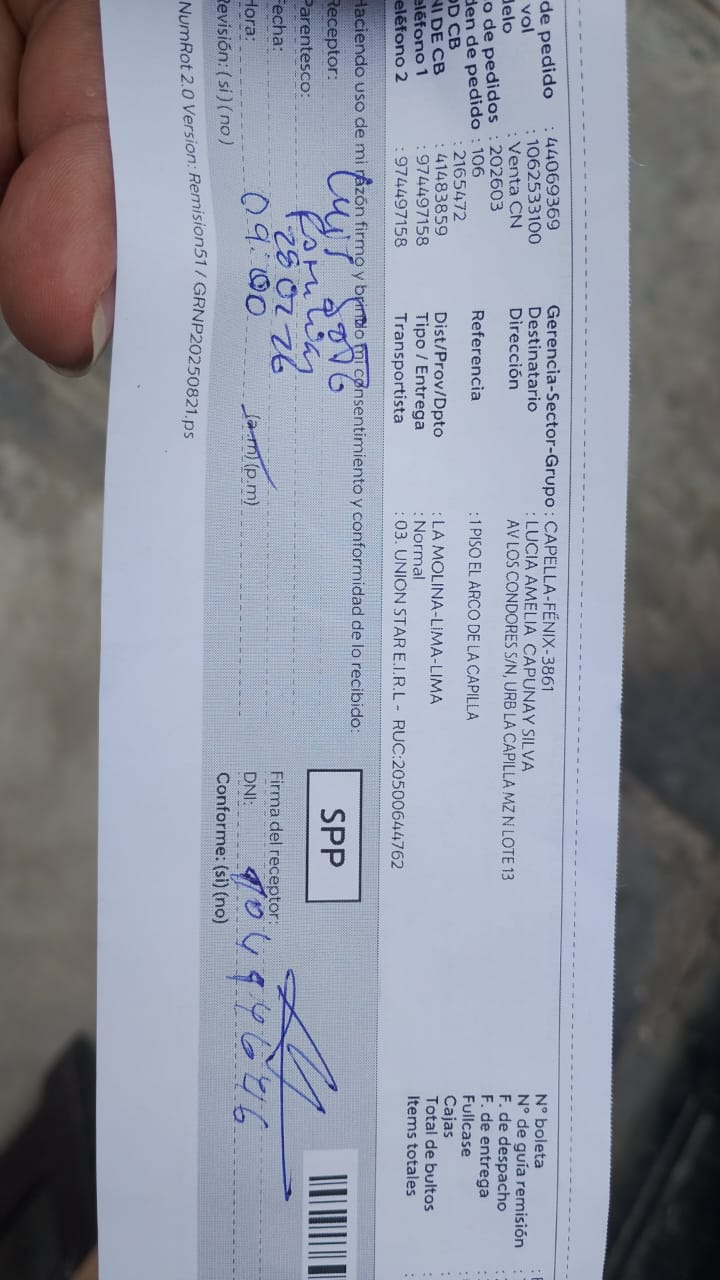 de pedido : 44069369 Gerencia-Sector-Grupo : CAPELLA-FÉNIX-3861 N° boleta :
vol : 1062533100 Destinatario : LUCIA AMELIA CAPUNAY SILVA N° de guía remisión :
delo : Venta CN Dirección AV LOS CONDORES S/N, URB LA CAPILLA MZ N LOTE 13 F. de despacho :
o de pedidos : 202603 F. de entrega :
den de pedido : 106 Referencia : 1 PISO EL ARCO DE LA CAPILLA Fullcase :
OD CB : 2165472 Cajas :
NI DE CB : 41483859 Dist/Prov/Dpto : LA MOLINA-LIMA-LIMA Total de bultos :
eléfono 1 : 974497158 Tipo / Entrega : Normal Items totales :
eléfono 2 : 974497158 Transportista : 03. UNION STAR E.I.R.L - RUC:20500644762
Haciendo uso de mi razón firmo y brindo mi consentimiento y conformidad de lo recibido:
Receptor: Luis
SPP
Parentesco:
Fecha: 28 02 26 Firma del receptor:
Hora: 09:00 (a.m) (p.m) DNI:
Revisión: ( si ) ( no ) Conforme: (si) (no)
NumRot 2.0 Version: Remision51 / GRNP20250821.ps